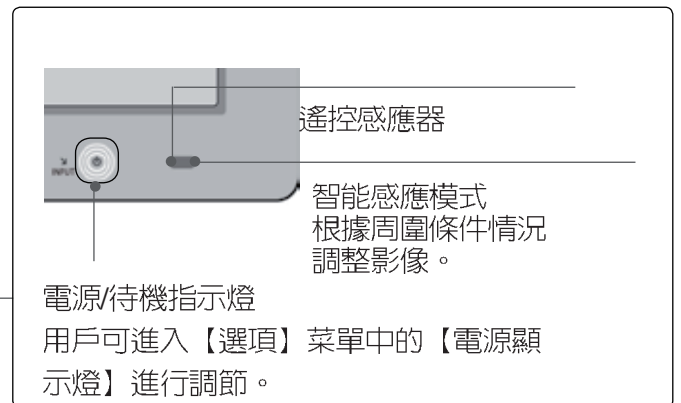 遙控感應器
INPUT
智能感應模式
根據周圍條件情況
調整影像。
電源/待機指示燈
用戶可進入【選項】菜單中的【電源顯
示燈】進行調節。